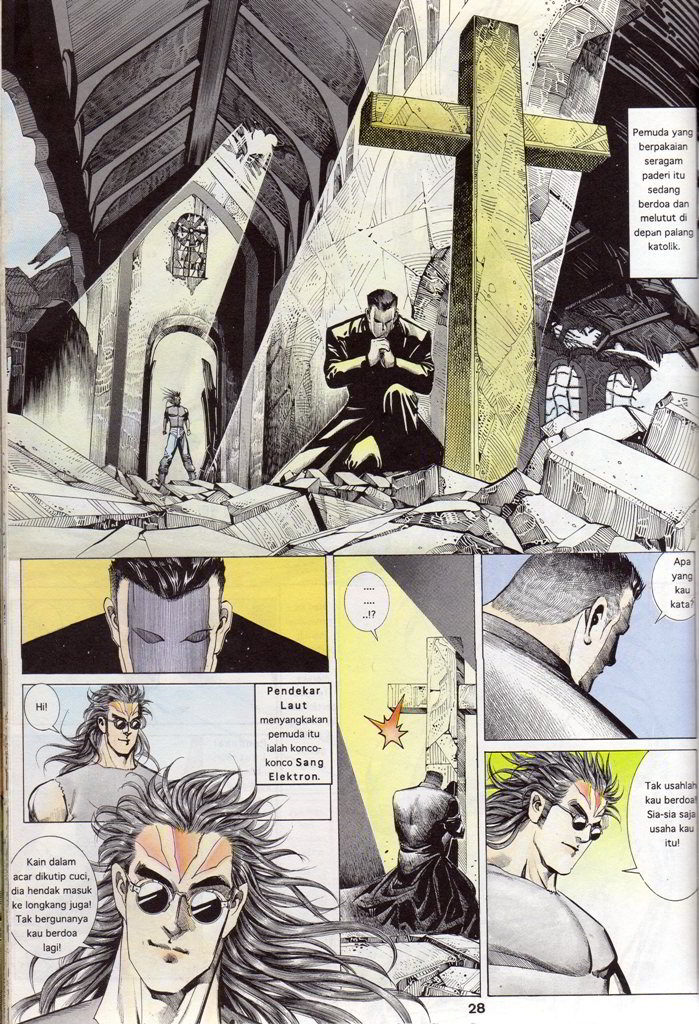 Pemuda yang
berpakaian
seragam
paderi itu
sedang
berdoa dan
melutut di
depan palang
katolik.
....
....
..!?
Apa
yang
kau
kata?
Hi!
Pendekar
Laut
menyangkakan
pemuda itu
ialah konco-
konco Sang
Elektron.
Tak usahlah
kau berdoa!
Sia-sia saja
usaha kau
itu!
Kain dalam
acar dikutip cuci,
dia hendak masuk
ke longkang juga!
Tak bergunanya
kau berdoa
lagi!
28